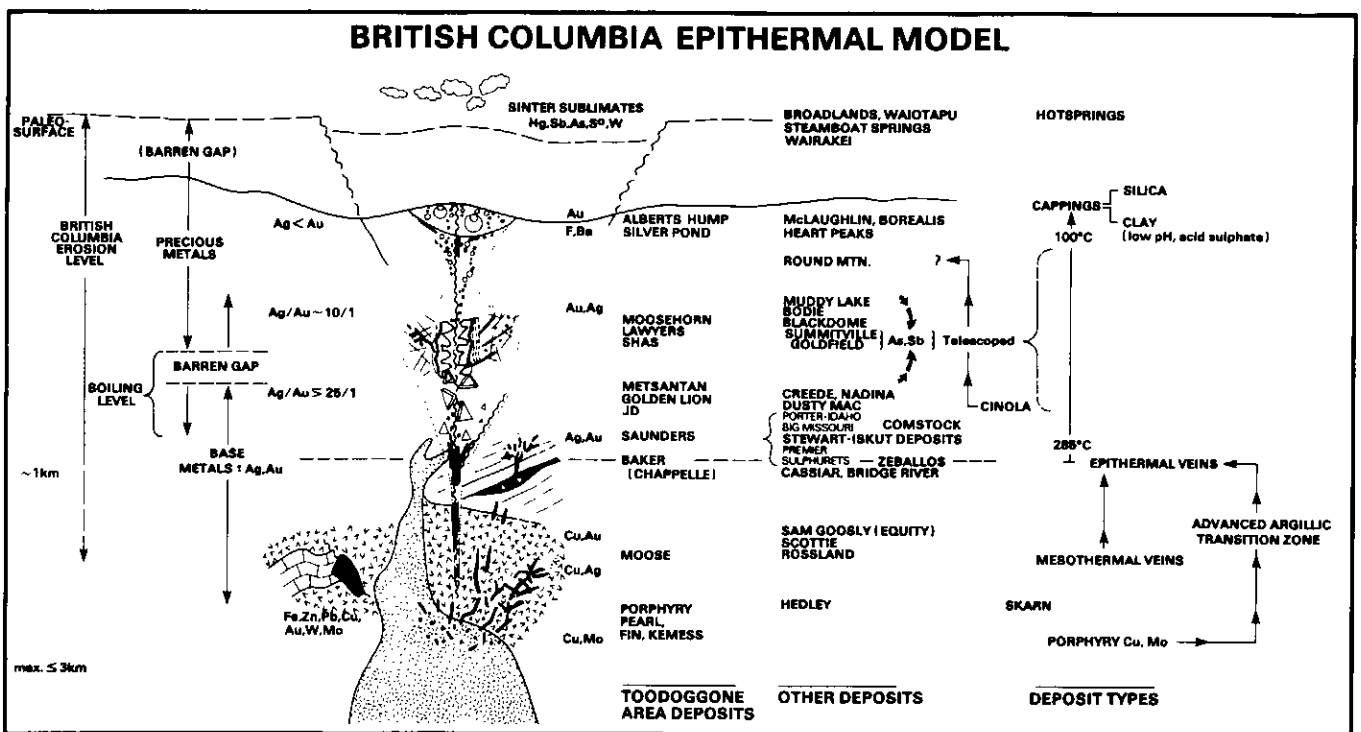 BRITISH COLUMBIA EPITHERMAL MODEL
PALEO-
SURFACE
(BARREN GAP)
BRITISH
COLUMBIA
EROSION
LEVEL
PRECIOUS
METALS
BARREN GAP
BOILING
LEVEL
BASE
METALS ± Ag,Au
~1km
max. ≤ 3km
Ag < Au
Ag/Au ~ 10/1
Ag/Au ≤ 25/1
SINTER SUBLIMATES
Hg,Sb,As,S°,W
Au
F,Ba
Au,Ag
Ag,Au
Cu,Au
Cu,Ag
Cu,Mo
Fe,Zn,Pb,Cu,
Au,W,Mo
ALBERTS HUMP
SILVER POND
MOOSEHORN
LAWYERS
SHAS
METSANTAN
GOLDEN LION
JD
SAUNDERS
BAKER
(CHAPPELLE)
MOOSE
PORPHYRY
PEARL,
FIN, KEMESS
TOODOGGONE
AREA DEPOSITS
BROADLANDS, WAIOTAPU
STEAMBOAT SPRINGS
WAIRAKEI
McLAUGHLIN, BOREALIS
HEART PEAKS
ROUND MTN.
?
MUDDY LAKE
BODIE
BLACKDOME
SUMMITVILLE
GOLDFIELD
As,Sb
Telescoped
CREEDE, NADINA
DUSTY MAC
CINOLA
PORTER-IDAHO
BIG MISSOURI
COMSTOCK
STEWART-ISKUT DEPOSITS
PREMIER
SULPHURETS — ZEBALLOS
CASSIAR, BRIDGE RIVER
SAM GOOSLY (EQUITY)
SCOTTIE
ROSSLAND
HEDLEY
OTHER DEPOSITS
HOTSPRINGS
SILICA
CAPPINGS
CLAY
(low pH, acid sulphate)
100°C
285°C
EPITHERMAL VEINS
ADVANCED ARGILLIC
TRANSITION ZONE
MESOTHERMAL VEINS
SKARN
PORPHYRY Cu, Mo
DEPOSIT TYPES